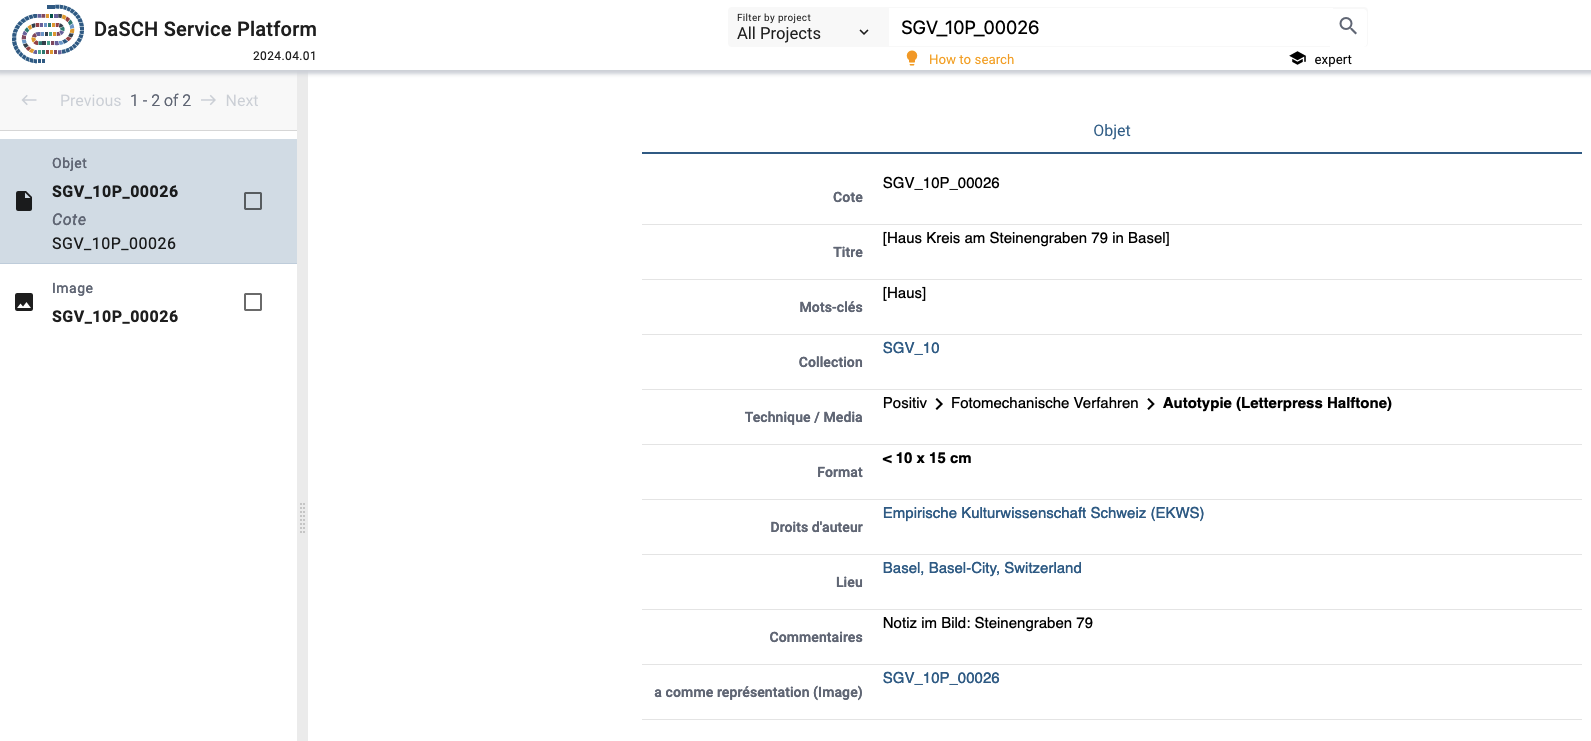 DaSCH Service Platform
2024.04.01
Filter by project
All Projects
SGV_10P_00026
How to search
expert
Previous 1 - 2 of 2 Next
Objet
SGV_10P_00026
Cote
SGV_10P_00026
Image
SGV_10P_00026
Objet
Cote SGV_10P_00026
Titre [Haus Kreis am Steinengraben 79 in Basel]
Mots-clés [Haus]
Collection SGV_10
Technique / Media Positiv > Fotomechanische Verfahren > Autotypie (Letterpress Halftone)
Format < 10 x 15 cm
Droits d'auteur Empirische Kulturwissenschaft Schweiz (EKWS)
Lieu Basel, Basel-City, Switzerland
Commentaires Notiz im Bild: Steinengraben 79
a comme représentation (Image) SGV_10P_00026